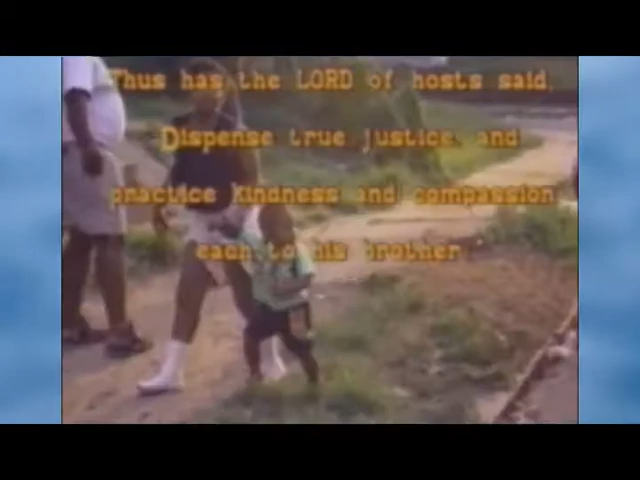 Thus has the LORD of hosts said,
Dispense true justice, and
practice kindness and compassion
each to his brother.